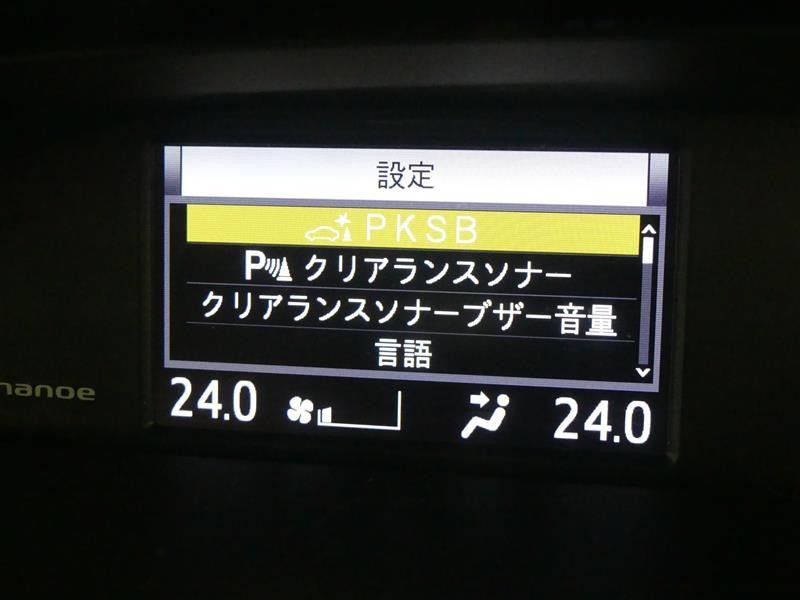 設定
PKSB
P クリアランスソナー
クリアランスソナーブザー音量
言語
nanoe
24.0 24.0